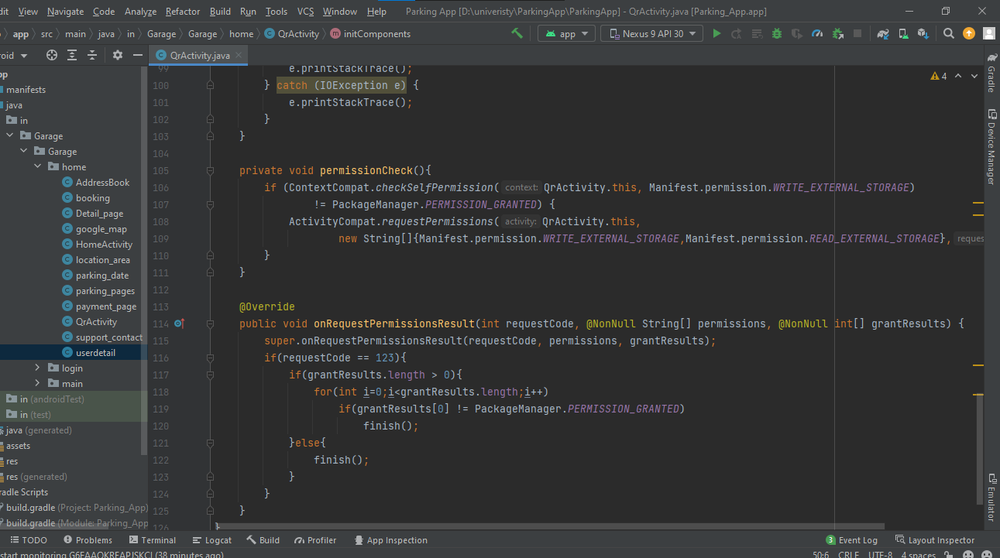 dit View Navigate Code Analyze Refactor Build Run Tools VCS Window Help Parking App [D:\univeristy\ParkingApp\ParkingApp] - QrActivity.java [Parking_App.app]
app src main java in Garage Garage home QrActivity initComponents app Nexus 9 API 30
roid QrActivity.java
pp
manifests
java
in
Garage
Garage
home
AddressBook
booking
Detail_page
google_map
HomeActivity
location_area
parking_date
parking_pages
payment_page
QrActivity
support_contact
userdetail
login
main
in (androidTest)
in (test)
java (generated)
assets
res
res (generated)
radle Scripts
build.gradle (Project: Parking_App)
build.gradle (Module: Parking_App
99 e.printStackTrace();
100 } catch (IOException e) {
101 e.printStackTrace();
102 }
103 }
104
105 private void permissionCheck(){
106 if (ContextCompat.checkSelfPermission( context: QrActivity.this, Manifest.permission.WRITE_EXTERNAL_STORAGE)
107 != PackageManager.PERMISSION_GRANTED) {
108 ActivityCompat.requestPermissions( activity: QrActivity.this,
109 new String[]{Manifest.permission.WRITE_EXTERNAL_STORAGE,Manifest.permission.READ_EXTERNAL_STORAGE}, reques
110 }
111 }
112
113 @Override
114 public void onRequestPermissionsResult(int requestCode, @NonNull String[] permissions, @NonNull int[] grantResults) {
115 super.onRequestPermissionsResult(requestCode, permissions, grantResults);
116 if(requestCode == 123){
117 if(grantResults.length > 0){
118 for(int i=0;i<grantResults.length;i++)
119 if(grantResults[0] != PackageManager.PERMISSION_GRANTED)
120 finish();
121 }else{
122 finish();
123 }
124 }
125 }
126 }
4
Gradle
Device Manager
Emulator
TODO Problems Terminal Logcat Build Profiler App Inspection 3 Event Log Layout Inspector
start monitoring G6EAAOKREAPJSKCI (38 minutes ago) 50:6 CRLF UTF-8 4 spaces